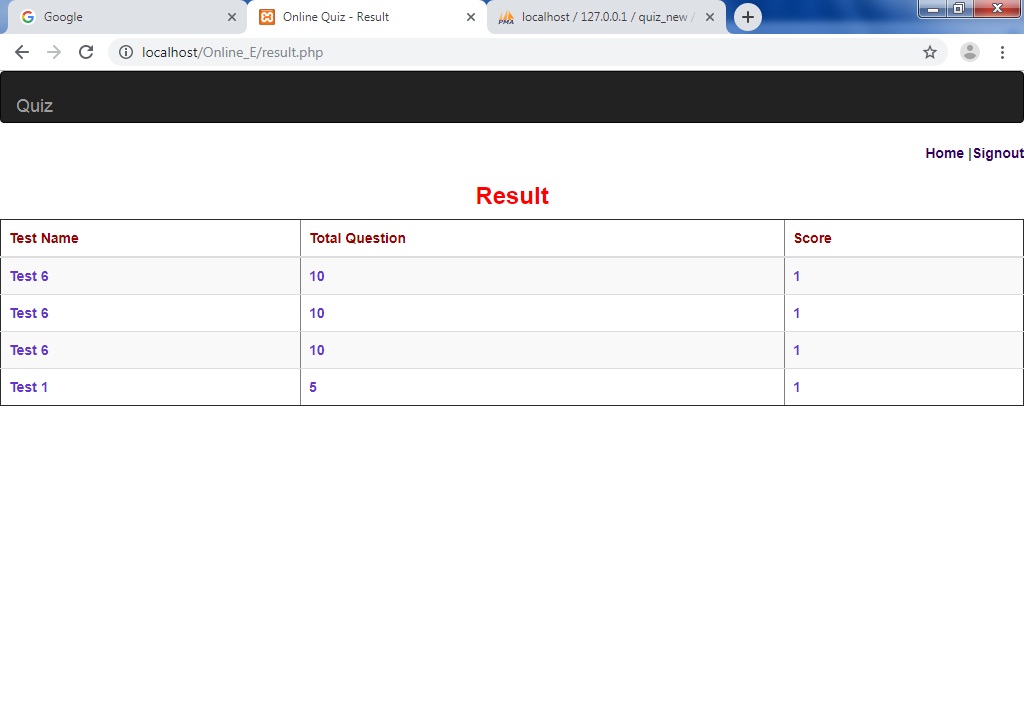 Google
Online Quiz - Result
localhost / 127.0.0.1 / quiz_new /
localhost/Online_E/result.php
Quiz
Home |Signout
Result
Test Name Total Question Score
Test 6 10 1
Test 6 10 1
Test 6 10 1
Test 1 5 1